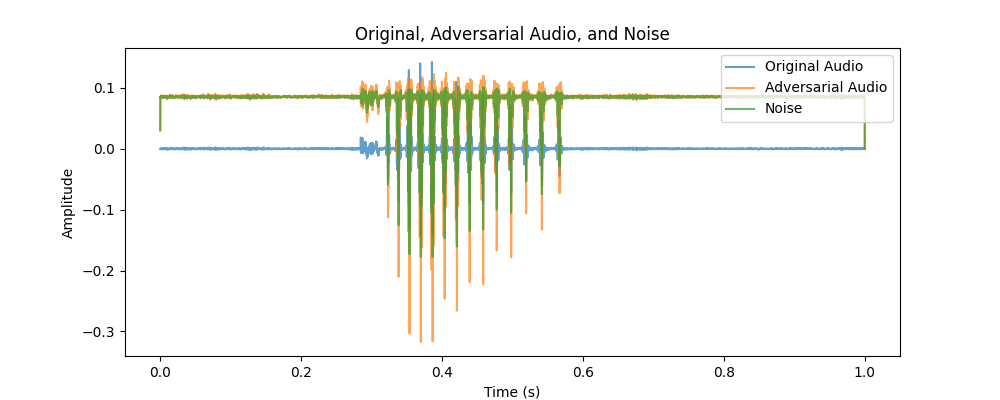 Original, Adversarial Audio, and Noise
Original Audio
Adversarial Audio
Noise
0.1
0.0
−0.1
−0.2
−0.3
Amplitude
0.0 0.2 0.4 0.6 0.8 1.0
Time (s)